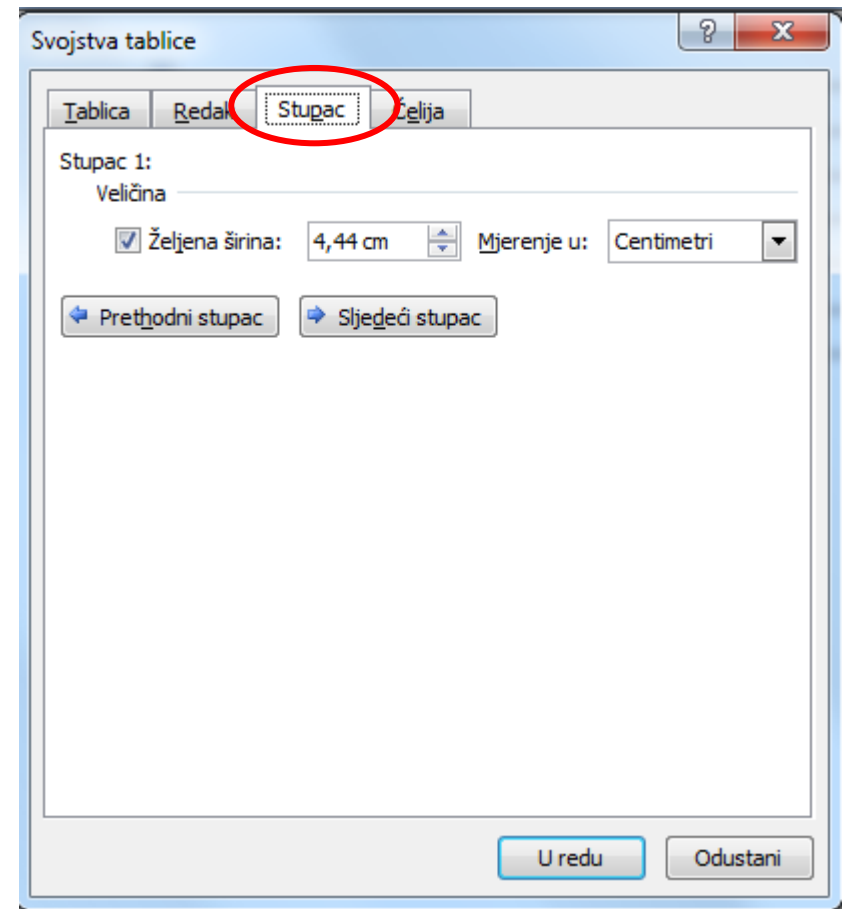 Svojstva tablice
Tablica Redak Stupac Ćelija
Stupac 1:
Veličina
Željena širina: 4,44 cm Mjerenje u: Centimetri
Prethodni stupac Sljedeći stupac
U redu Odustani